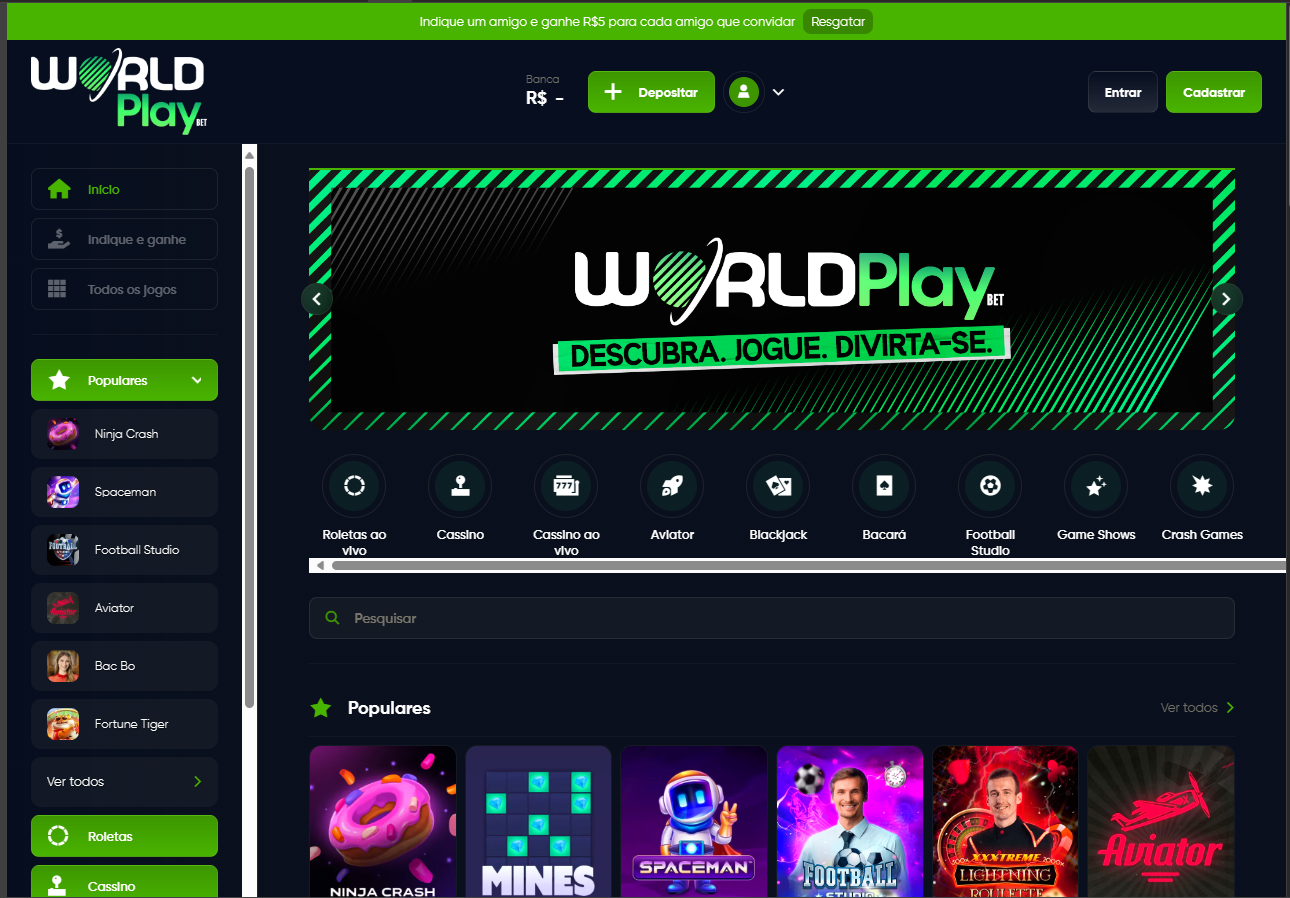 Indique um amigo e ganhe R$5 para cada amigo que convidar Resgatar
WORLD
Play
BET
Banca
R$ -
Depositar
Entrar
Cadastrar
Início
Indique e ganhe
Todos os jogos
Populares
Ninja Crash
Spaceman
Football Studio
Aviator
Bac Bo
Fortune Tiger
Ver todos
Roletas
Cassino
WORLDPlay BET
DESCUBRA. JOGUE. DIVIRTA-SE.
Roletas ao
vivo
Cassino
777
Cassino ao
vivo
Aviator
Blackjack
Bacará
Football
Studio
Game Shows
Crash Games
Pesquisar
Populares
Ver todos
NINJA CRASH
MINES
SPACEMAN
FOOTBALL
STUDIO
XXXTREME
LIGHTNING
ROULETTE
Aviator